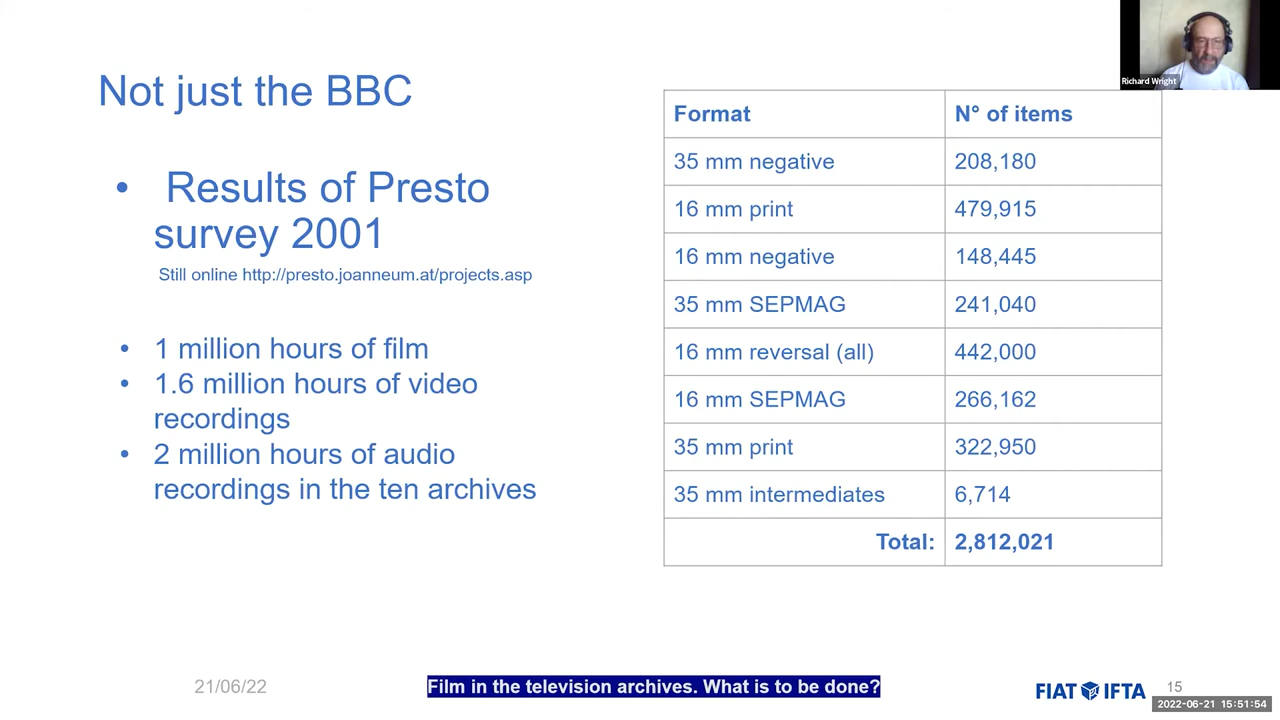 Richard Wright
Not just the BBC
• Results of Presto
survey 2001
Still online http://presto.joanneum.at/projects.asp
• 1 million hours of film
• 1.6 million hours of video
recordings
• 2 million hours of audio
recordings in the ten archives
Format N° of items
35 mm negative 208,180
16 mm print 479,915
16 mm negative 148,445
35 mm SEPMAG 241,040
16 mm reversal (all) 442,000
16 mm SEPMAG 266,162
35 mm print 322,950
35 mm intermediates 6,714
Total: 2,812,021
21/06/22
Film in the television archives. What is to be done?
FIAT IFTA
15
2022-06-21 15:51:54